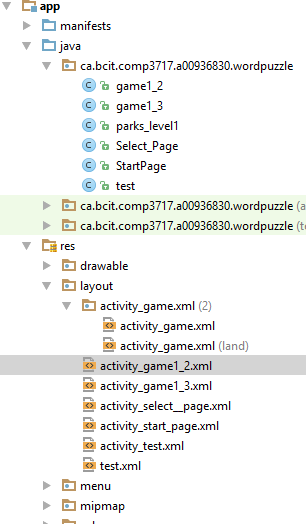 app
manifests
java
ca.bcit.comp3717.a00936830.wordpuzzle
game1_2
game1_3
parks_level1
Select_Page
StartPage
test
ca.bcit.comp3717.a00936830.wordpuzzle (a
ca.bcit.comp3717.a00936830.wordpuzzle (t
res
drawable
layout
activity_game.xml (2)
activity_game.xml
activity_game.xml (land)
activity_game1_2.xml
activity_game1_3.xml
activity_select__page.xml
activity_start_page.xml
activity_test.xml
test.xml
menu
mipmap